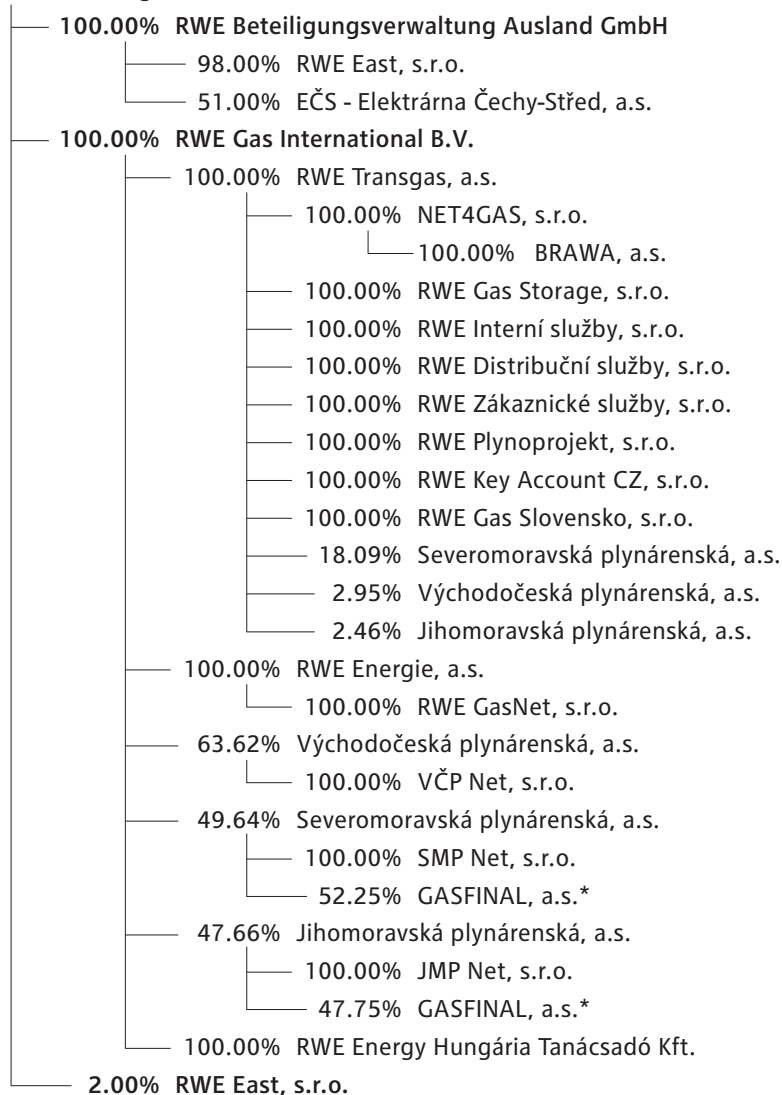 100.00% RWE Beteiligungsverwaltung Ausland GmbH
98.00% RWE East, s.r.o.
51.00% EČS - Elektrárna Čechy-Střed, a.s.
100.00% RWE Gas International B.V.
100.00% RWE Transgas, a.s.
100.00% NET4GAS, s.r.o.
100.00% BRAWA, a.s.
100.00% RWE Gas Storage, s.r.o.
100.00% RWE Interní služby, s.r.o.
100.00% RWE Distribuční služby, s.r.o.
100.00% RWE Zákaznické služby, s.r.o.
100.00% RWE Plynoprojekt, s.r.o.
100.00% RWE Key Account CZ, s.r.o.
100.00% RWE Gas Slovensko, s.r.o.
18.09% Severomoravská plynárenská, a.s.
2.95% Východočeská plynárenská, a.s.
2.46% Jihomoravská plynárenská, a.s.
100.00% RWE Energie, a.s.
100.00% RWE GasNet, s.r.o.
63.62% Východočeská plynárenská, a.s.
100.00% VČP Net, s.r.o.
49.64% Severomoravská plynárenská, a.s.
100.00% SMP Net, s.r.o.
52.25% GASFINAL, a.s.*
47.66% Jihomoravská plynárenská, a.s.
100.00% JMP Net, s.r.o.
47.75% GASFINAL, a.s.*
100.00% RWE Energy Hungária Tanácsadó Kft.
2.00% RWE East, s.r.o.